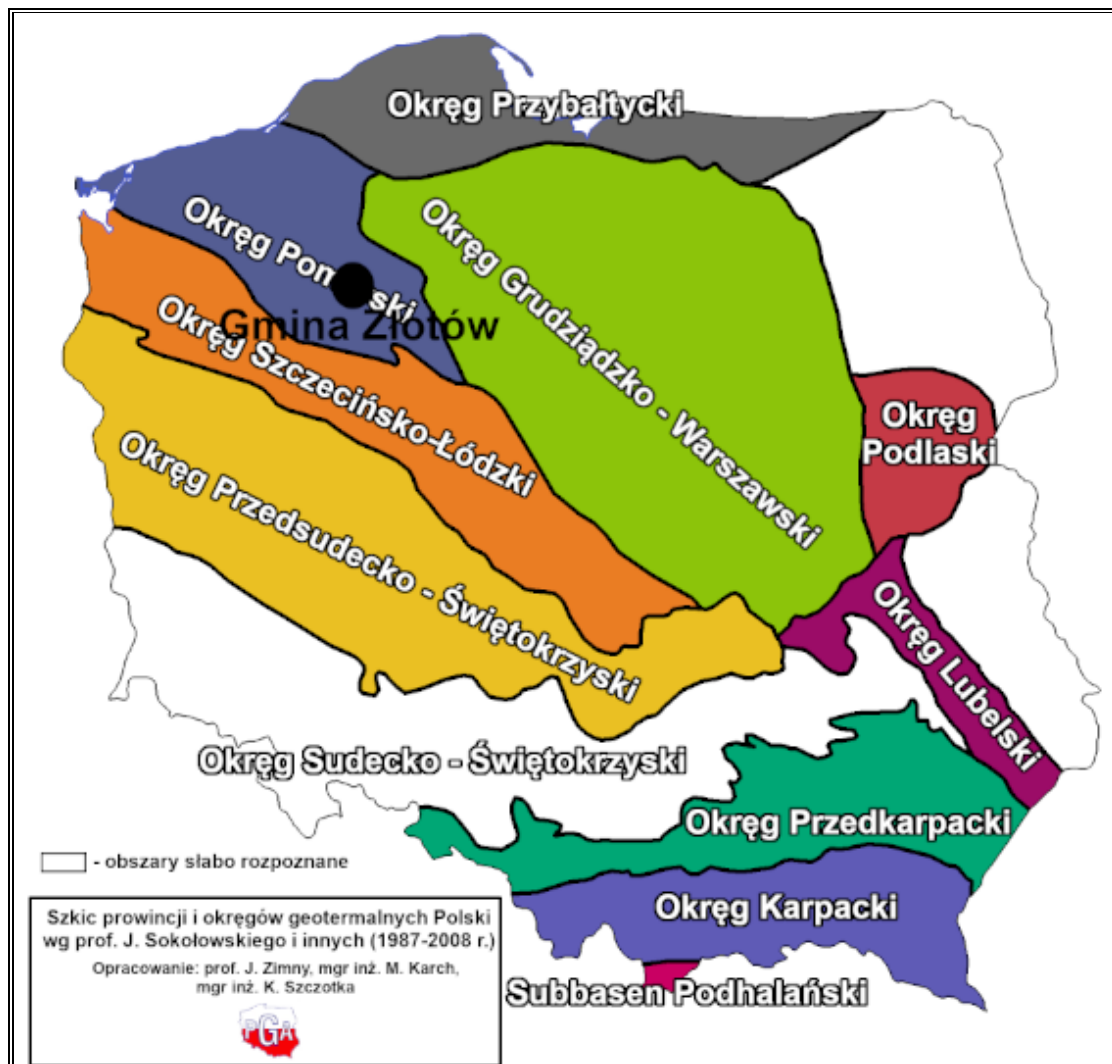 Okręg Przybałtycki
Okręg Pom ski
Gmina Złotów
Okręg Grudziądzko - Warszawski
Okręg Szczecińsko-Łódzki
Okręg Podlaski
Okręg Przedsudecko - Świętokrzyski
Okręg Lubelski
Okręg Sudecko - Świętokrzyski
Okręg Przedkarpacki
- obszary słabo rozpoznane
Okręg Karpacki
Subbasen Podhalański
Szkic prowincji i okręgów geotermalnych Polski
wg prof. J. Sokołowskiego i innych (1987-2008 r.)
Opracowanie: prof. J. Zimny, mgr inż. M. Karch,
mgr inż. K. Szczotka
PGA